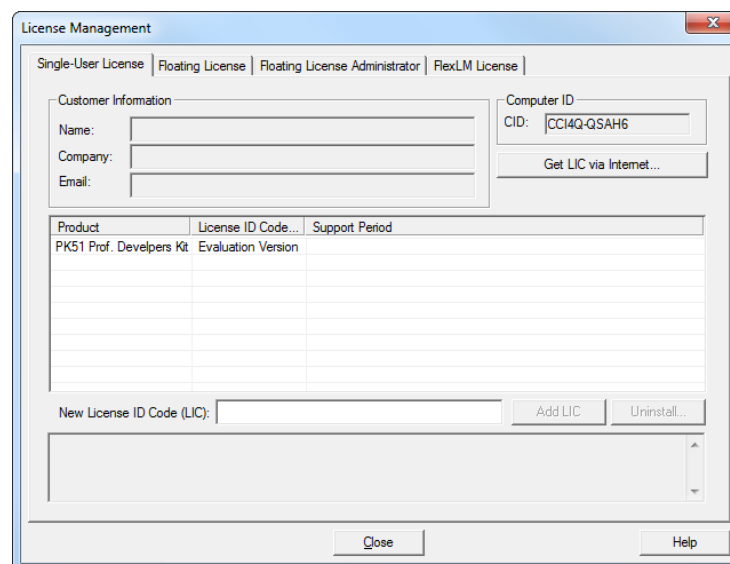 License Management
Single-User License Floating License Floating License Administrator FlexLM License
Customer Information
Name:
Company:
Email:
Computer ID
CID: CCI4Q-QSAH6
Get LIC via Internet...
Product License ID Code... Support Period
PK51 Prof. Develpers Kit Evaluation Version
New License ID Code (LIC): Add LIC Uninstall...
Close Help